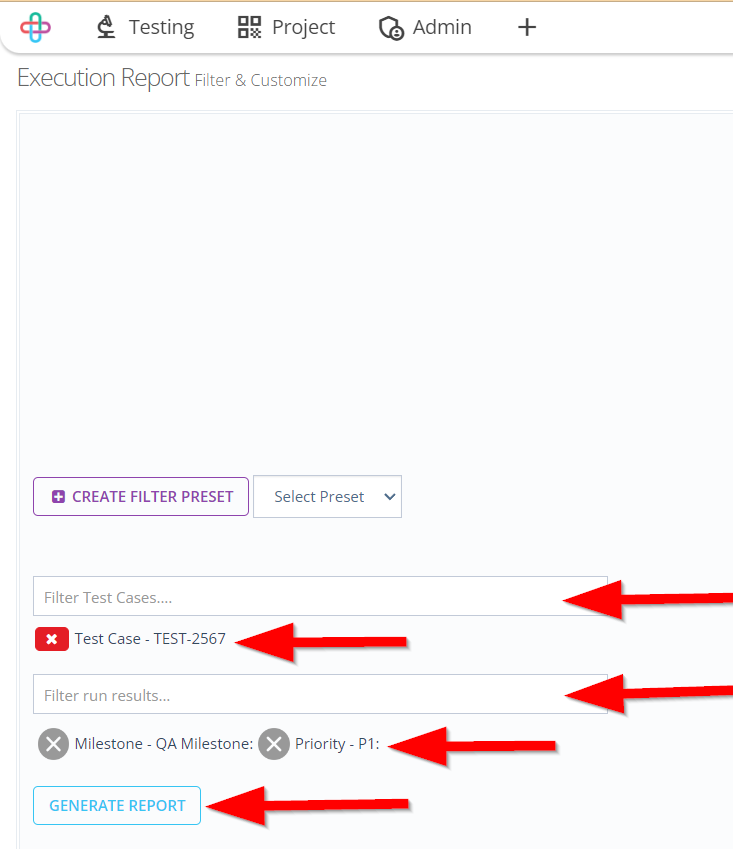 Testing Project Admin
Execution Report Filter & Customize
CREATE FILTER PRESET Select Preset
Filter Test Cases....
Test Case - TEST-2567
Filter run results...
Milestone - QA Milestone: Priority - P1:
GENERATE REPORT